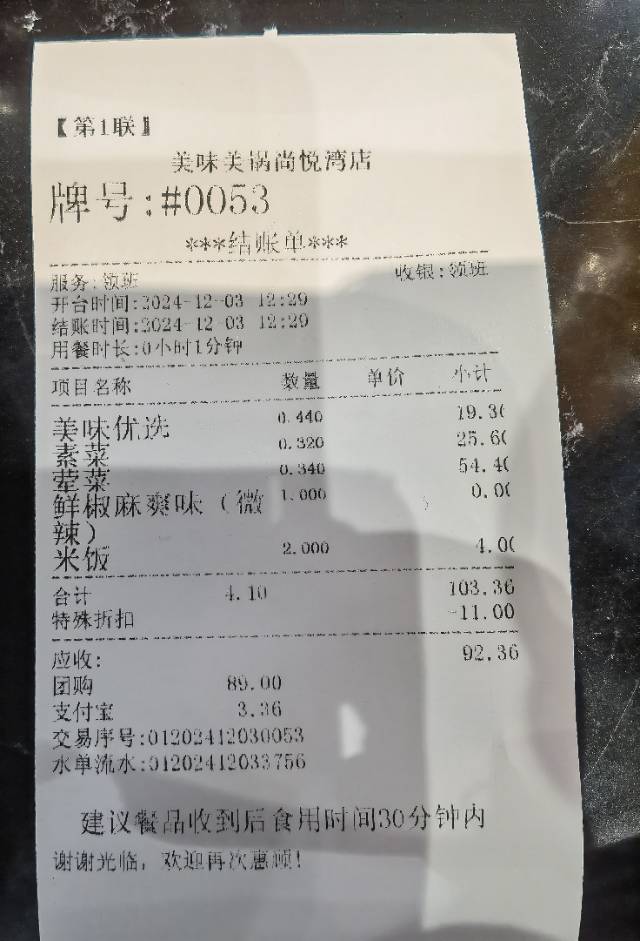 【第1联】
美味美锅尚悦湾店
牌号:#0053
***结账单***
服务:领班 收银:领班
开台时间:2024-12-03 12:29
结账时间:2024-12-03 12:29
用餐时长:0小时1分钟
项目名称 数量 单价 小计
美味优选 0.440 19.36
素菜 0.320 25.60
荤菜 0.340 54.40
鲜椒麻爽味（微 1.000 0.00
辣）
米饭 2.000 4.00
合计 4.10 103.36
特殊折扣 -11.00
应收: 92.36
团购 89.00
支付宝 3.36
交易序号:01202412030053
水单流水:01202412033756
建议餐品收到后食用时间30分钟内
谢谢光临，欢迎再次惠顾!